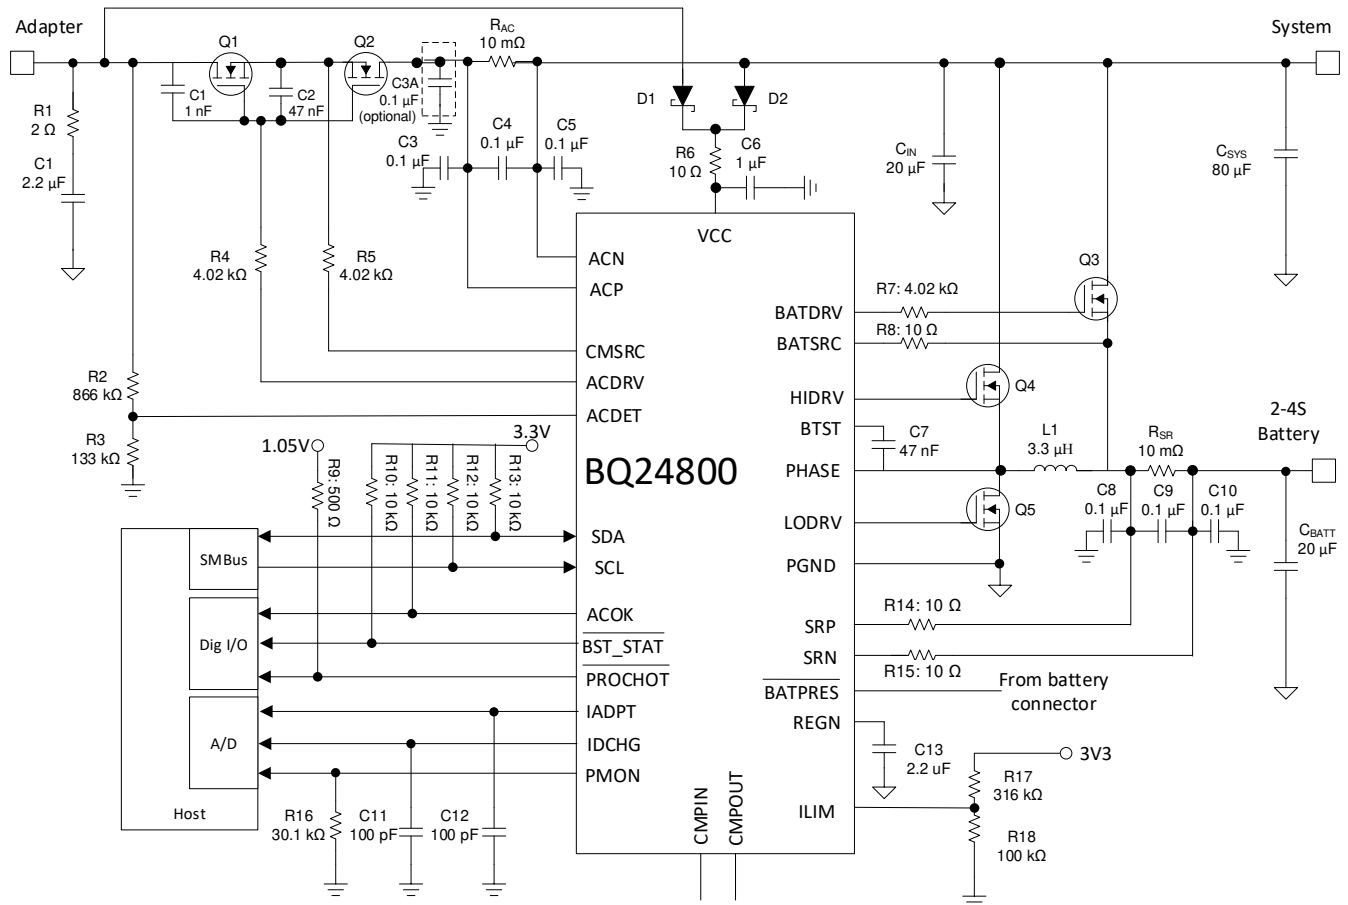 Adapter
System
Q1
Q2
R_AC
10 mΩ
C1
1 nF
C2
47 nF
C3A
0.1 µF
(optional)
D1
D2
R1
2 Ω
C1
2.2 µF
C3
0.1 µF
C4
0.1 µF
C5
0.1 µF
R6
10 Ω
C6
1 µF
C_IN
20 µF
C_SYS
80 µF
R4
4.02 kΩ
R5
4.02 kΩ
VCC
ACN
ACP
CMSRC
ACDRV
ACDET
Q3
R7: 4.02 kΩ
BATDRV
R8: 10 Ω
BATSRC
Q4
HIDRV
BTST
C7
47 nF
PHASE
L1
3.3 µH
R_SR
10 mΩ
2-4S
Battery
R2
866 kΩ
R3
133 kΩ
1.05V
3.3V
R9: 500 Ω
R10: 10 kΩ
R11: 10 kΩ
R12: 10 kΩ
R13: 10 kΩ
BQ24800
Q5
LODRV
PGND
C8
0.1 µF
C9
0.1 µF
C10
0.1 µF
C_BATT
20 µF
SMBus
SDA
SCL
Dig I/O
ACOK
BST_STAT
PROCHOT
A/D
IADPT
IDCHG
PMON
Host
R14: 10 Ω
SRP
SRN
R15: 10 Ω
BATPRES
From battery
connector
REGN
C13
2.2 uF
3V3
R17
316 kΩ
ILIM
R18
100 kΩ
R16
30.1 kΩ
C11
100 pF
C12
100 pF
CMPIN
CMPOUT